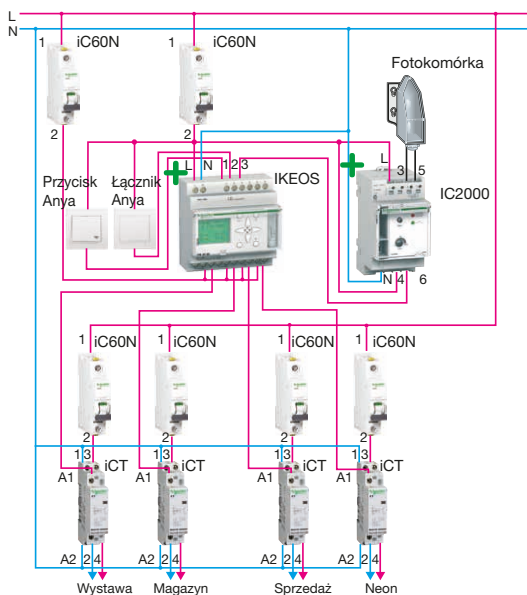 L
N
1 iC60N
1 iC60N
Fotokomórka
2
2
L N 1 2 3
IKEOS
L 3 5
Przycisk
Anya
Łącznik
Anya
IC2000
N 4 6
1 iC60N
1 iC60N
1 iC60N
1 iC60N
2
2
2
2
1 3 iCT
1 3 iCT
1 3 iCT
1 3 iCT
A1
A1
A1
A1
A2 2 4
A2 2 4
A2 2 4
A2 2 4
Wystawa
Magazyn
Sprzedaż
Neon